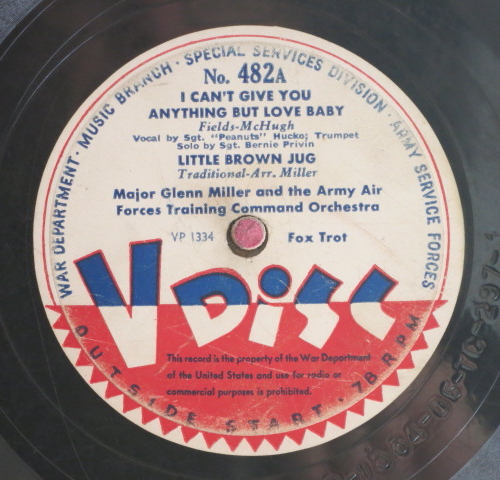 WAR DEPARTMENT · MUSIC BRANCH · SPECIAL SERVICES DIVISION · ARMY SERVICE FORCES
No. 482A
I CAN'T GIVE YOU
ANYTHING BUT LOVE BABY
Fields-McHugh
Vocal by Sgt. "Peanuts" Hucko; Trumpet
Solo by Sgt. Bernie Privin
LITTLE BROWN JUG
Traditional-Arr. Miller
Major Glenn Miller and the Army Air
Forces Training Command Orchestra
VP 1334 Fox Trot
V DISC
This record is the property of the War Department
of the United States and use for radio or
commercial purposes is prohibited.
OUTSIDE START · 78 RPM